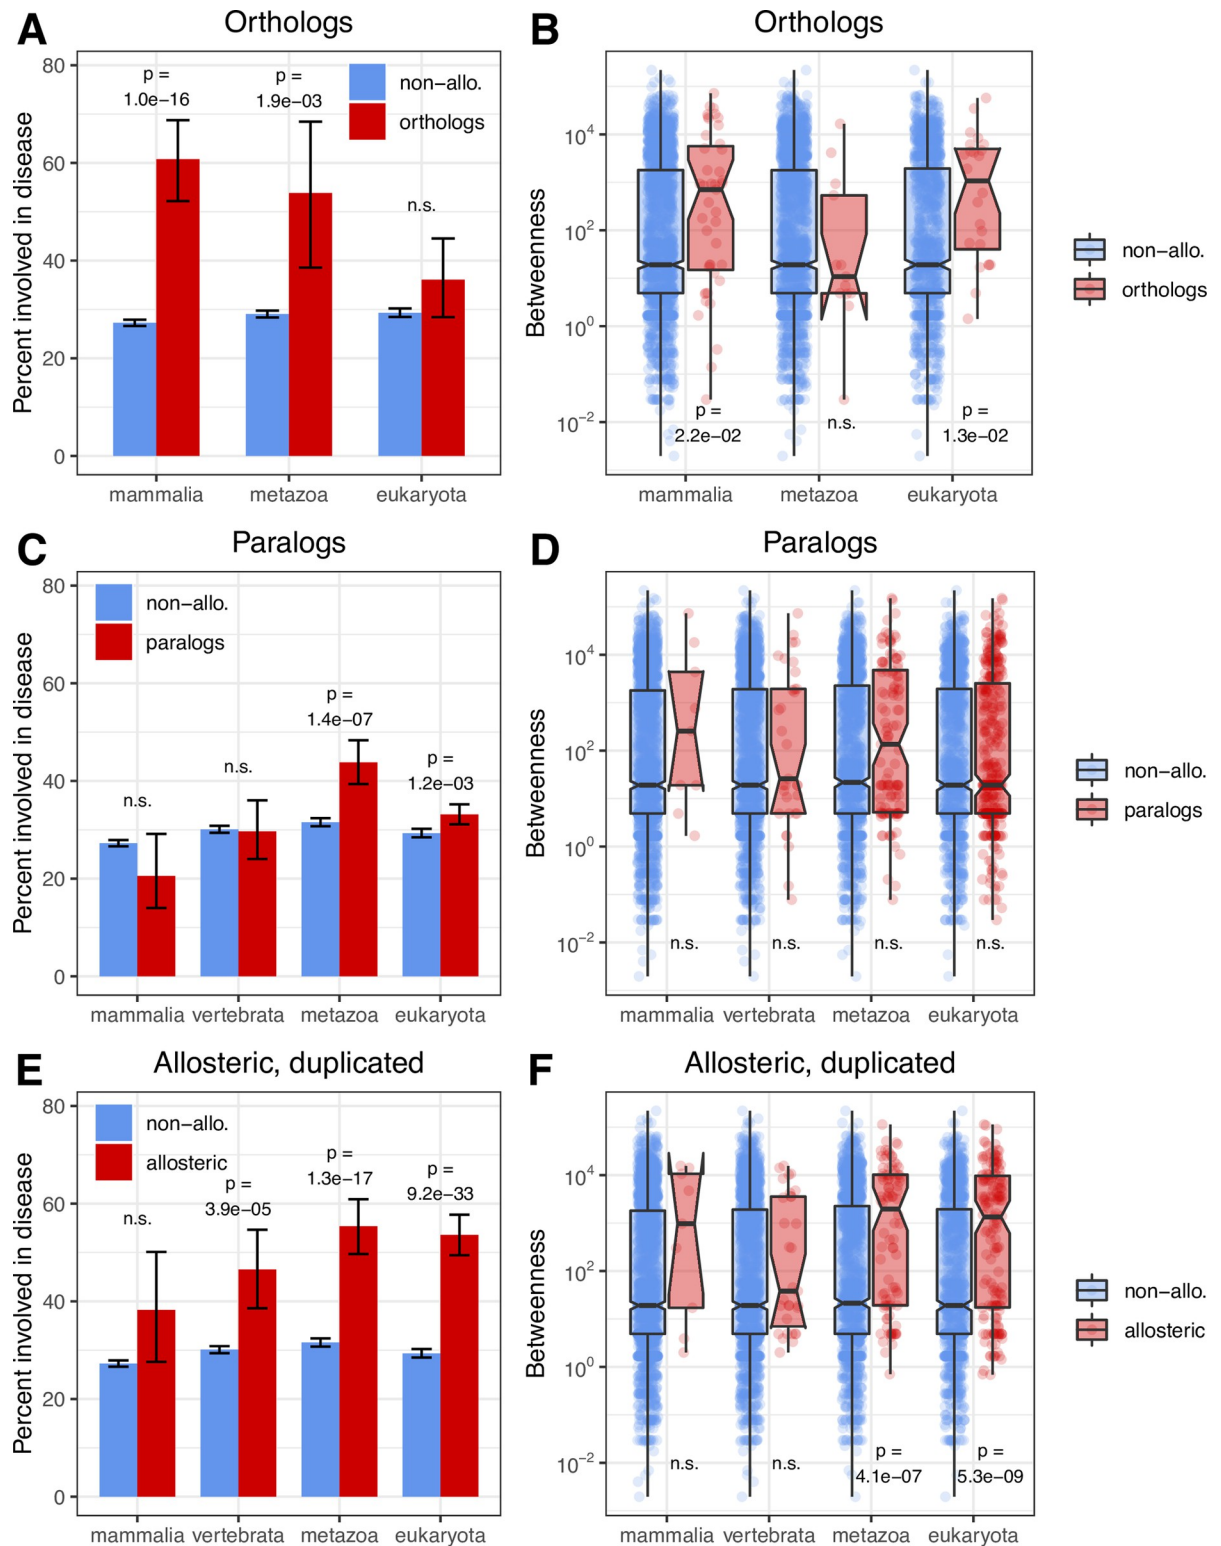 A
Orthologs
Percent involved in disease
80
60
40
20
0
p =
1.0e−16
p =
1.9e−03
n.s.
non−allo.
orthologs
mammalia
metazoa
eukaryota
B
Orthologs
Betweenness
10^4
10^2
10^0
10^−2
p =
2.2e−02
n.s.
p =
1.3e−02
mammalia
metazoa
eukaryota
non−allo.
orthologs
C
Paralogs
Percent involved in disease
80
60
40
20
0
non−allo.
paralogs
n.s.
n.s.
p =
1.4e−07
p =
1.2e−03
mammalia
vertebrata
metazoa
eukaryota
D
Paralogs
Betweenness
10^4
10^2
10^0
10^−2
n.s.
n.s.
n.s.
n.s.
mammalia
vertebrata
metazoa
eukaryota
non−allo.
paralogs
E
Allosteric, duplicated
Percent involved in disease
80
60
40
20
0
non−allo.
allosteric
n.s.
p =
3.9e−05
p =
1.3e−17
p =
9.2e−33
mammalia
vertebrata
metazoa
eukaryota
F
Allosteric, duplicated
Betweenness
10^4
10^2
10^0
10^−2
n.s.
n.s.
p =
4.1e−07
p =
5.3e−09
mammalia
vertebrata
metazoa
eukaryota
non−allo.
allosteric